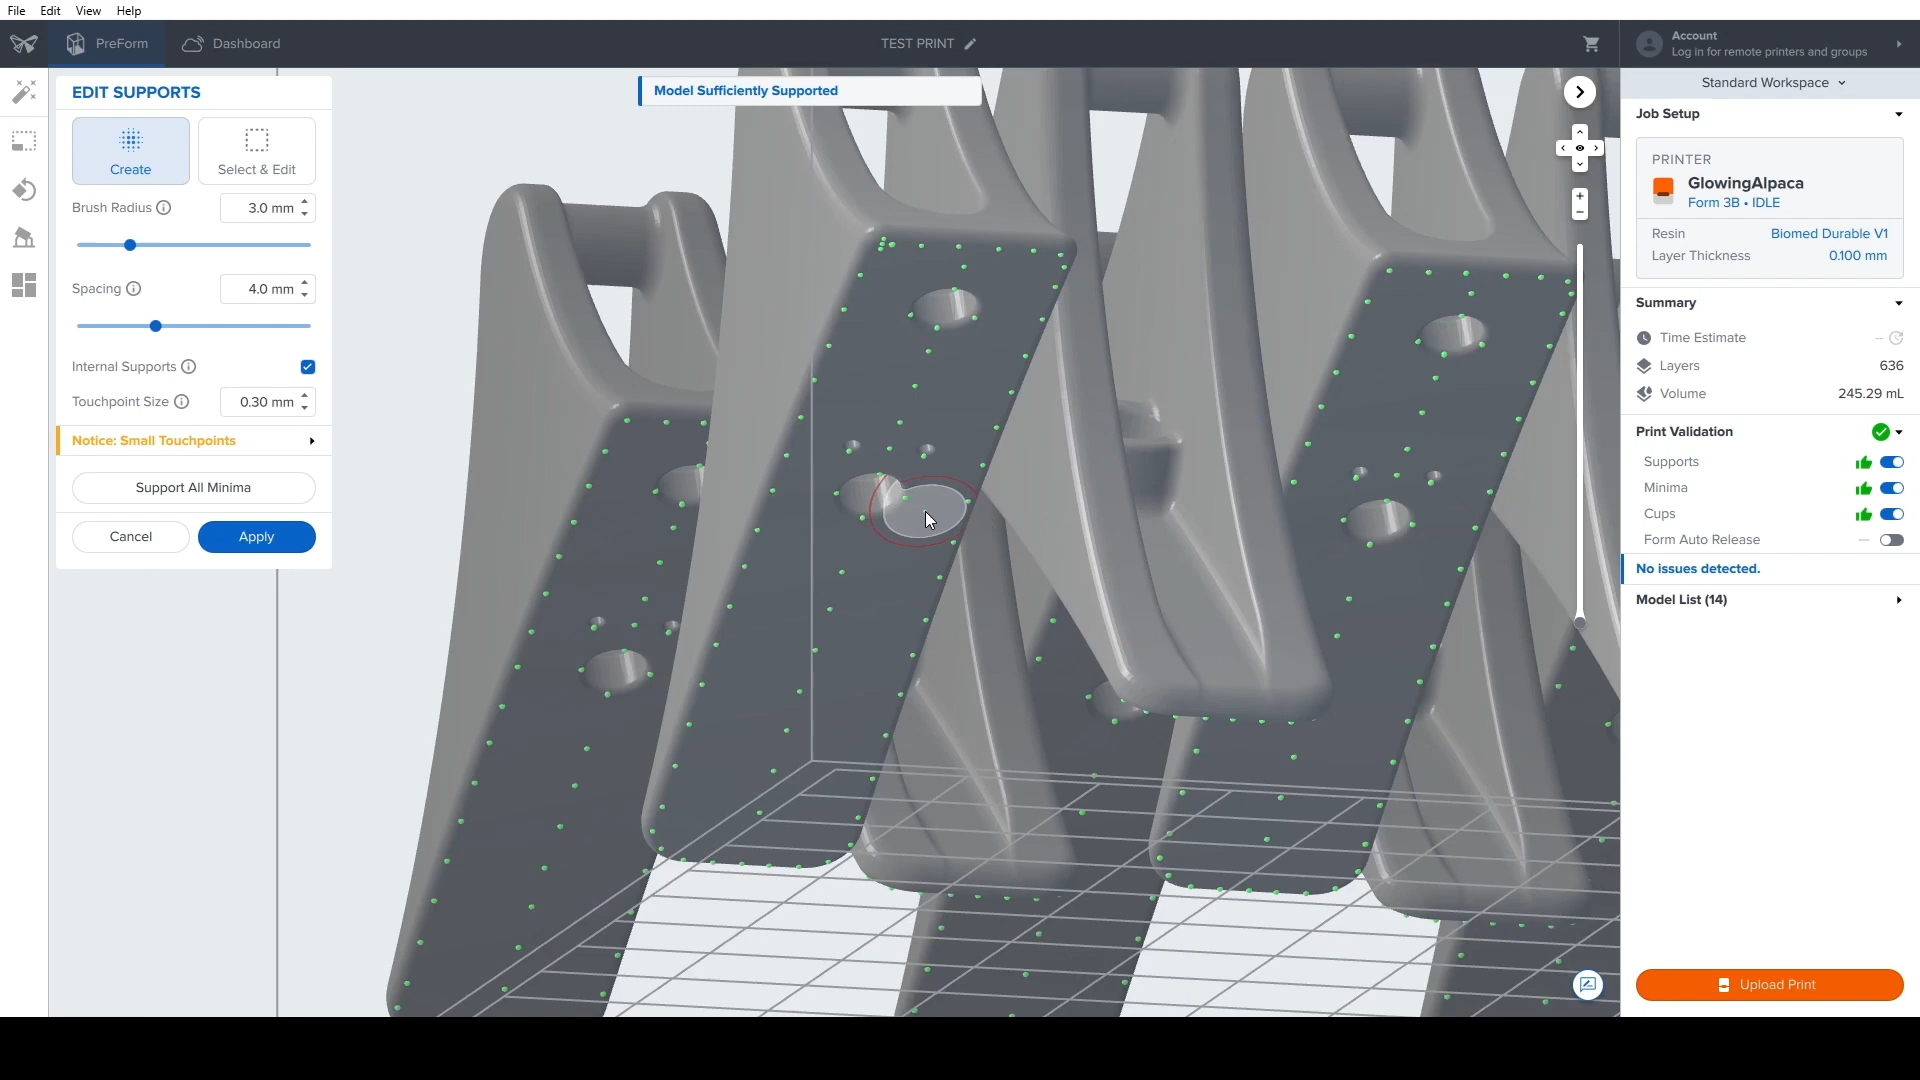 File Edit View Help
PreForm
Dashboard
TEST PRINT
Account
Log in for remote printers and groups
EDIT SUPPORTS
Create
Select & Edit
Brush Radius
3.0 mm
Spacing
4.0 mm
Internal Supports
Touchpoint Size
0.30 mm
Notice: Small Touchpoints
Support All Minima
Cancel
Apply
Model Sufficiently Supported
Standard Workspace
Job Setup
PRINTER
GlowingAlpaca
Form 3B • IDLE
Resin
Biomed Durable V1
Layer Thickness
0.100 mm
Summary
Time Estimate
--
Layers
636
Volume
245.29 mL
Print Validation
Supports
Minima
Cups
Form Auto Release
No issues detected.
Model List (14)
Upload Print